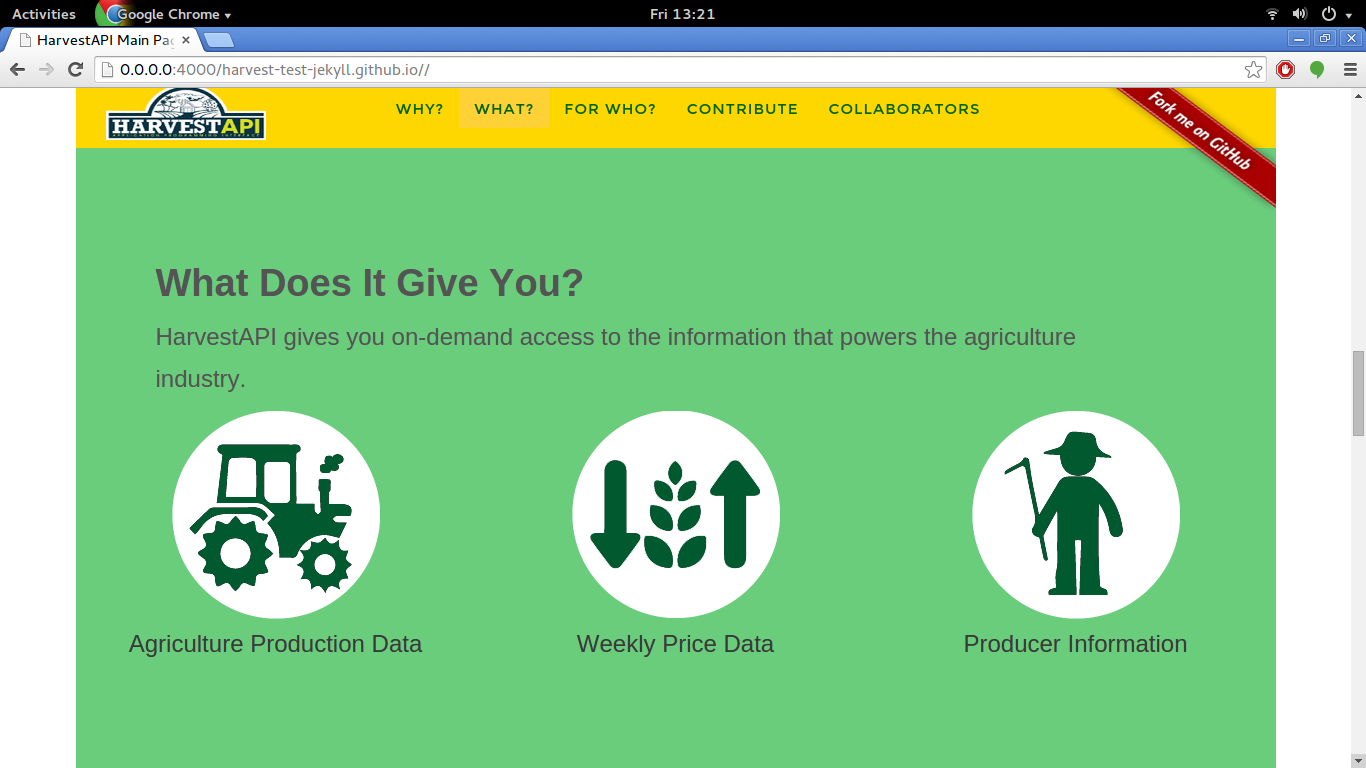 Activities Google Chrome Fri 13:21
HarvestAPI Main Pag
0.0.0.0:4000/harvest-test-jekyll.github.io//
HARVESTAPI
APPLICATION PROGRAMMING INTERFACE
WHY? WHAT? FOR WHO? CONTRIBUTE COLLABORATORS
Fork me on GitHub
What Does It Give You?
HarvestAPI gives you on-demand access to the information that powers the agriculture
industry.
Agriculture Production Data Weekly Price Data Producer Information